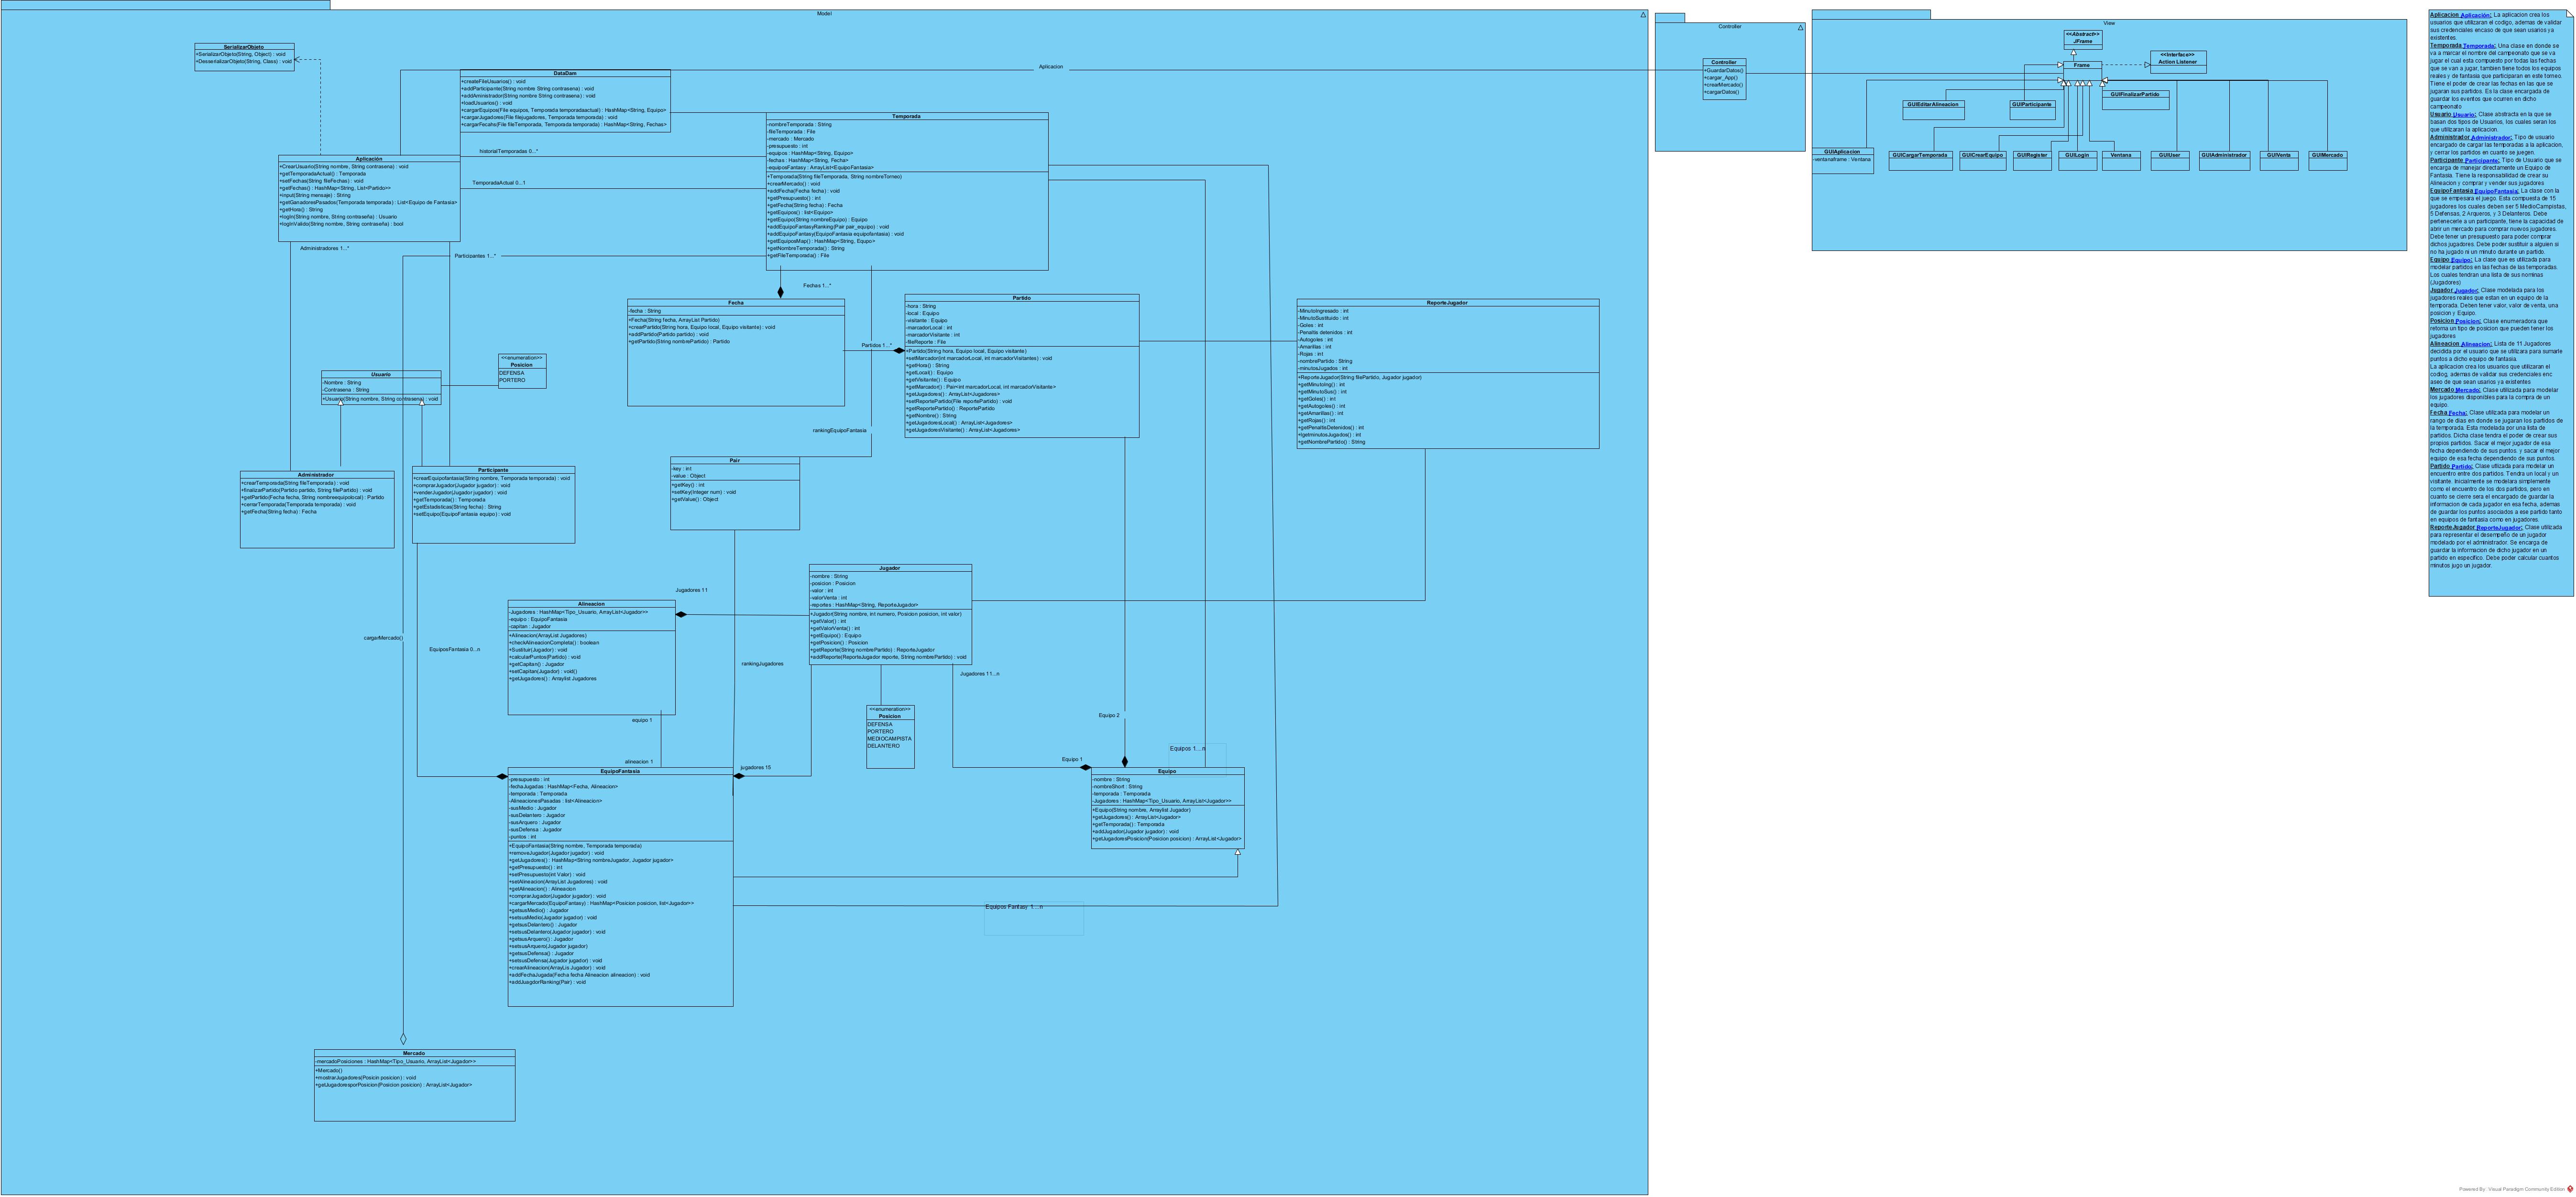 Model
SerializarObjeto
+SerializarObjeto(String, Object) : void
+DesserializarObjeto(String, Class) : void
DataDam
+createFileUsuarios() : void
+addParticipante(String nombre String contrasena) : void
+addAministrador(String nombre String contrasena) : void
+loadUsuarios() : void
+cargarEquipos(File equipos, Temporada temporadaactual) : HashMap<String, Equipo>
+cargarJugadores(File filejugadores, Temporada temporada) : void
+cargarFecahs(File fileTemporada, Temporada temporada) : HashMap<String, Fechas>
Aplicacion
Aplicación
+CrearUsuario(String nombre, String contrasena) : void
+getTemporadaActual() : Temporada
+setFechas(String fileFechas) : void
+getFechas() : HashMap<String, List<Partido>>
+input(String mensaje) : String
+getGanadoresPasados(Temporada temporada) : List<Equipo de Fantasia>
+getHora() : String
+logIn(String nombre, String contraseña) : Usuario
+loginValido(String nombre, String contraseña) : bool
historialTemporadas 0...*
TemporadaActual 0...1
Administradores 1...*
Participantes 1...*
Temporada
-nombreTemporada : String
-fileTemporada : File
-mercado : Mercado
-presupuesto : int
-equipos : HashMap<String, Equipo>
-fechas : HashMap<String, Fecha>
-equiposFantasy : ArrayList<EquipoFantasia>
+Temporada(String fileTemporada, String nombreTorneo)
+crearMercado() : void
+addFecha(Fecha fecha) : void
+getPresupuesto() : int
+getFecha(String fecha) : Fecha
+getEquipos() : list<Equipo>
+getEquipo(String nombreEquipo) : Equipo
+addEquipoFantasyRanking(Pair pair_equipo) : void
+addEquipoFantasy(EquipoFantasia equipofantasia) : void
+getEquiposMap() : HashMap<String, Equpo>
+getNombreTemporada() : String
+getFileTemporada() : File
Fechas 1...*
Fecha
-fecha : String
+Fecha(String fecha, ArrayList Partido)
+crearPartido(String hora, Equipo local, Equipo visitante) : void
+addPartido(Partido partido) : void
+getPartido(String nombrePartido) : Partido
Partidos 1...*
Partido
-hora : String
-local : Equipo
-visitante : Equipo
-marcadorLocal : int
-marcadorVisitante : int
-fileReporte : File
+Partido(String hora, Equipo local, Equipo visitante)
+setMarcador(int marcadorLocal, int marcadorVisitantes) : void
+getHora() : String
+getLocal() : Equipo
+getVisitante() : Equipo
+getMarcador() : Pair<int marcadorLocal, int marcadorVisitante>
+getJugadores() : ArrayList<Jugadores>
+setReportePartido(File reportePartido) : void
+getReportePartido() : ReportePartido
+getNombre() : String
+getJugadoresLocal() : ArrayList<Jugadores>
+getJugadoresVisitante() : ArrayList<Jugadores>
ReporteJugador
-MinutoIngresado : int
-MinutoSustituido : int
-Goles : int
-Penaltis detenidos : int
-Autogoles : int
-Amarillas : int
-Rojas : int
-nombrePartido : String
-minutosJugados : int
+ReporteJugador(String filePartido, Jugador jugador)
+getMinutoIng() : int
+getMinutoSus() : int
+getGoles() : int
+getAutogoles() : int
+getAmarillas() : int
+getRojas() : int
+getPenaltisDetenidos() : int
+getminutosJugados() : int
+getNombrePartido() : String
<<enumeration>>
Posicion
DEFENSA
PORTERO
Usuario
-Nombre : String
-Contrasena : String
+Usuario(String nombre, String contrasena) : void
rankingEquipoFantasia
Administrador
+crearTemporada(String fileTemporada) : void
+finalizarPartido(Partido partido, String filePartido) : void
+getPartido(Fecha fecha, String nombreequipolocal) : Partido
+cerrarTemporada(Temporada temporada) : void
+getFecha(String fecha) : Fecha
Participante
+crearEquipofantasia(String nombre, Temporada temporada) : void
+comprarJugador(Jugador jugador) : void
+venderJugador(Jugador jugador) : void
+getTemporada() : Temporada
+getEstadisticas(String fecha) : String
+setEquipo(EquipoFantasia equipo) : void
Pair
-key : int
-value : Object
+getKey() : int
+setKey(Integer num) : void
+getValue() : Object
Jugadores 11
Jugador
-nombre : String
-posicion : Posicion
-valor : int
-valorVenta : int
-reportes : HashMap<String, ReporteJugador>
+Jugador(String nombre, int numero, Posicion posicion, int valor)
+getValor() : int
+getValorVenta() : int
+getEquipo() : Equipo
+getPosicion() : Posicion
+getReporte(String nombrePartido) : ReporteJugador
+addReporte(ReporteJugador reporte, String nombrePartido) : void
Alineacion
-Jugadores : HashMap<Tipo_Usuario, ArrayList<Jugador>>
-equipo : EquipoFantasia
-capitan : Jugador
+Alineacion(ArrayList Jugadores)
+checkAlineacionCompleta() : boolean
+Sustituir(Jugador) : void
+calcularPuntos(Partido) : void
+getCapitan() : Jugador
+setCapitan(Jugador) : void()
+getJugadores() : Arraylist Jugadores
cargarMercado()
EquiposFantasia 0...n
rankingJugadores
Jugadores 11...n
<<enumeration>>
Posicion
DEFENSA
PORTERO
MEDIOCAMPISTA
DELANTERO
equipo 1
Equipo 2
Equipos 1....n
alineacion 1
jugadores 15
Equipo 1
EquipoFantasia
-presupuesto : int
-fechaJugadas : HashMap<Fecha, Alineacion>
-temporada : Temporada
-AlineacionesPasadas : list<Alineacion>
-susMedio : Jugador
-susDelantero : Jugador
-susArquero : Jugador
-susDefensa : Jugador
-puntos : int
+EquipoFantasia(String nombre, Temporada temporada)
+removeJugador(Jugador jugador) : void
+getJugadores() : HashMap<String nombreJugador, Jugador jugador>
+getPresupuesto() : int
+setPresupuesto(int Valor) : void
+setAlineacion(ArrayList Jugadores) : void
+getAlineacion() : Alineacion
+comprarJugador(Jugador jugador) : void
+cargarMercado(EquipoFantasy) : HashMap<Posicion posicion, list<Jugador>>
+getsusMedio() : Jugador
+setsusMedio(Jugador jugador) : void
+getsusDelantero() : Jugador
+setsusDelantero(Jugador jugador) : void
+getsusArquero() : Jugador
+setsusArquero(Jugador jugador)
+getsusDefensa() : Jugador
+setsusDefensa(Jugador jugador) : void
+crearAlineacion(ArrayLis Jugador) : void
+addFechaJugada(Fecha fecha Alineacion alineacion) : void
+addJuegdorRanking(Pair) : void
Equipo
-nombre : String
-nombreShort : String
-temporada : Temporada
-Jugadores : HashMap<Tipo_Usuario, ArrayList<Jugador>>
+Equipo(String nombre, Arraylist Jugador)
+getJugadores() : ArrayList<Jugador>
+getTemporada() : Temporada
+addJugador(Jugador jugador) : void
+getJugadoresPosicion(Posicion posicion) : ArrayList<Jugador>
Equipos Fantasy 1....n
Mercado
-mercadoPosiciones : HashMap<Tipo_Usuario, ArrayList<Jugador>>
+Mercado()
+mostrarJugadores(Posicin posicion) : void
+getJugadoresporPosicion(Posicion posicion) : ArrayList<Jugador>
Controller
Controller
+GuardarDatos()
+cargar_App()
+crearMercado()
+cargarDatos()
View
<<Abstract>>
JFrame
Frame
<<Interface>>
Action Listener
GUIEditarAlineacion
GUIParticipante
GUIFinalizarPartido
GUIAplicacion
-ventanaframe : Ventana
GUICargarTemporada
GUICrearEquipo
GUIRegister
GUILogin
Ventana
GUIUser
GUIAdministrador
GUIVenta
GUIMercado
Aplicacion Aplicación: La aplicacion crea los
usuarios que utilizaran el codigo, ademas de validar
sus credenciales encaso de que sean usuarios ya
existentes.
Temporada Temporada: Una clase en donde se
va a marcar el nombre del campeonato que se va a
jugar el cual esta compuesto por todas las fechas
que se van a jugar, tambien tiene todos los equipos
reales y de fantasia que participaran en este torneo.
Tiene el poder de crear las fechas en las que se
jugaran sus partidos. Es la clase encargada de
guardar los eventos que ocurren en dicho
campeonato
Usuario Usuario: Clase abstracta en la que se
basan dos tipos de Usuarios, los cuales seran los
que utilizaran la aplicacion.
Administrador Administrador: Tipo de usuario
encargado de cargar las temporadas a la aplicacion,
y cerrar los partidos en cuanto se juegen.
Participante Participante: Tipo de Usuario que se
encarga de manejar directamente un Equipo de
Fantasia. Tiene la responsabilidad de crear su
Alineacion y comprar y vender sus jugadores
EquipoFantasia EquipoFantasia: La clase con la
que se empesará el juego. Esta compuesta de 15
jugadores los cuales deben ser 5 MedioCampistas,
5 Defensas, 2 Arqueros, y 3 Delanteros. Debe
pertenecerle a un participante, tiene la capacidad de
abrir un mercado para comprar nuevos jugadores.
Debe tener un presupuesto para poder comprar
dichos jugadores. Debe poder sustituir a alguien si
no ha jugado ni un minuto durante un partido.
Equipo Equipo: La clase que es utilizada para
modelar partidos en las fechas de las temporadas.
Los cuales tendran una lista de sus nominas
(Jugadores)
Jugador Jugador: Clase modelada para los
jugadores reales que estan en un equipo de la
temporada. Deben tener valor, valor de venta, una
posicion y Equipo.
Posicion Posicion: Clase enumeradora que
retorna un tipo de posicion que pueden tener los
jugadores
Alineacion Alineacion: Lista de 11 Jugadores
decidida por el usuario que se utilizara para sumarle
puntos a dicho equipo de fantasia.
La aplicacion crea los usuarios que utilizaran el
codiog, ademas de validar sus credenciales enc
aseo de que sean usuarios ya existentes
Mercado Mercado: Clase utilizada para modelar
los jugadores disponibles para la compra de un
equipo.
Fecha Fecha: Clase utilizada para modelar un
rango de dias en donde se jugaran los partidos de
la temporada. Esta modelada por una lista de
partidos. Dicha clase tendra el poder de crear sus
propios partidos. Sacar el mejor jugador de esa
fecha dependiendo de sus puntos. y sacar el mejor
equipo de esa fecha dependiendo de sus puntos.
Partido Partido: Clase utilizada para modelar un
encuentro entre dos partidos. Tendra un local y un
visitante. Inicialmente se modelara simplemente
como el encuentro de los dos partidos, pero en
cuanto se cierre sera el encargado de guardar la
informacion de cada jugador en esa fecha, ademas
de guardar los puntos asociados a ese partido tanto
en equipos de fantasia como en jugadores.
ReporteJugador ReporteJugador: Clase utilizada
para representar el desempeño de un jugador
modelado por el administrador. Se encarga de
guardar la informacion de dicho jugador en un
partido en especifico. Debe poder calcular cuantos
minutos jugo un jugador.
Powered By: Visual Paradigm Community Edition